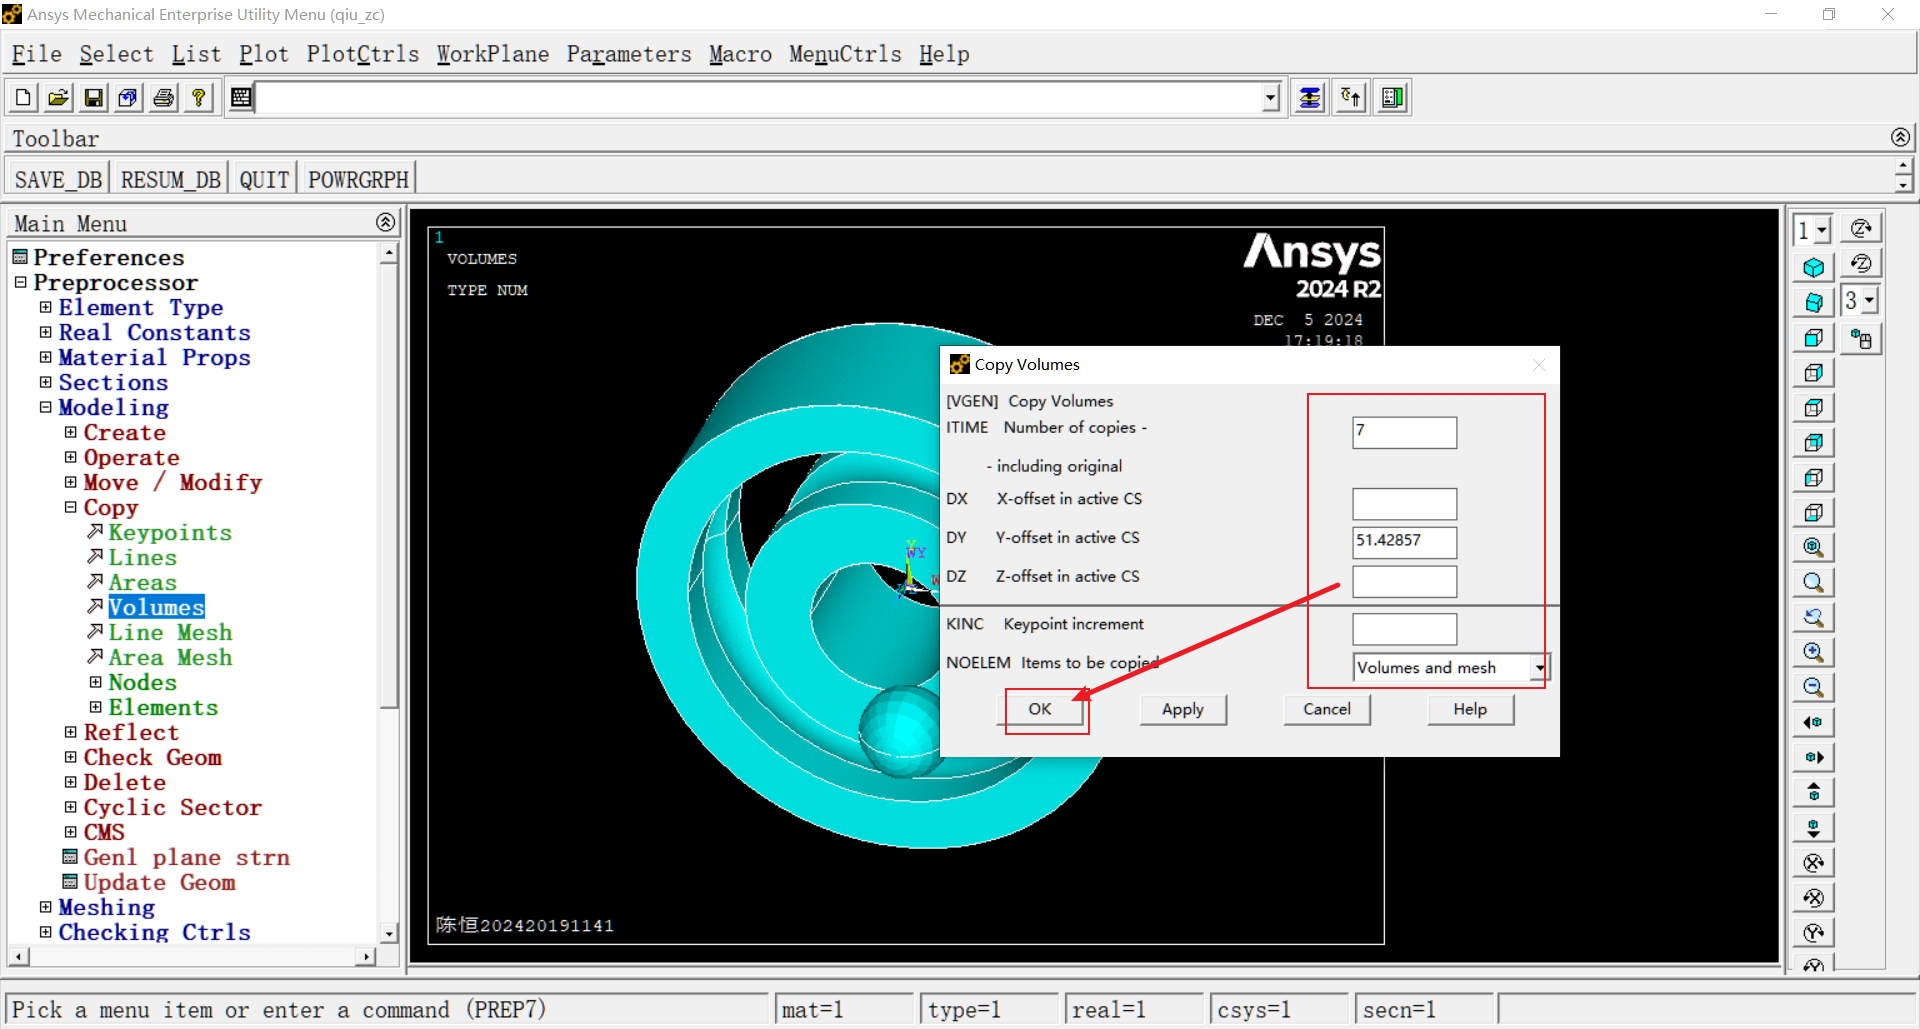 Ansys Mechanical Enterprise Utility Menu (qiu_zc)
File Select List Plot PlotCtrls WorkPlane Parameters Macro MenuCtrls Help
Toolbar
SAVE_DB RESUM_DB QUIT POWRGRPH
Main Menu
Preferences
Preprocessor
Element Type
Real Constants
Material Props
Sections
Modeling
Create
Operate
Move / Modify
Copy
Keypoints
Lines
Areas
Volumes
Line Mesh
Area Mesh
Nodes
Elements
Reflect
Check Geom
Delete
Cyclic Sector
CMS
Genl plane strn
Update Geom
Meshing
Checking Ctrls
1
VOLUMES
TYPE NUM
Ansys
2024 R2
DEC 5 2024
17:19:18
Y
WY
陈恒202420191141
Copy Volumes
[VGEN] Copy Volumes
ITIME Number of copies - 7
- including original
DX X-offset in active CS
DY Y-offset in active CS 51.42857
DZ Z-offset in active CS
KINC Keypoint increment
NOELEM Items to be copied Volumes and mesh
OK Apply Cancel Help
1
3
Pick a menu item or enter a command (PREP7) mat=1 type=1 real=1 csys=1 secn=1